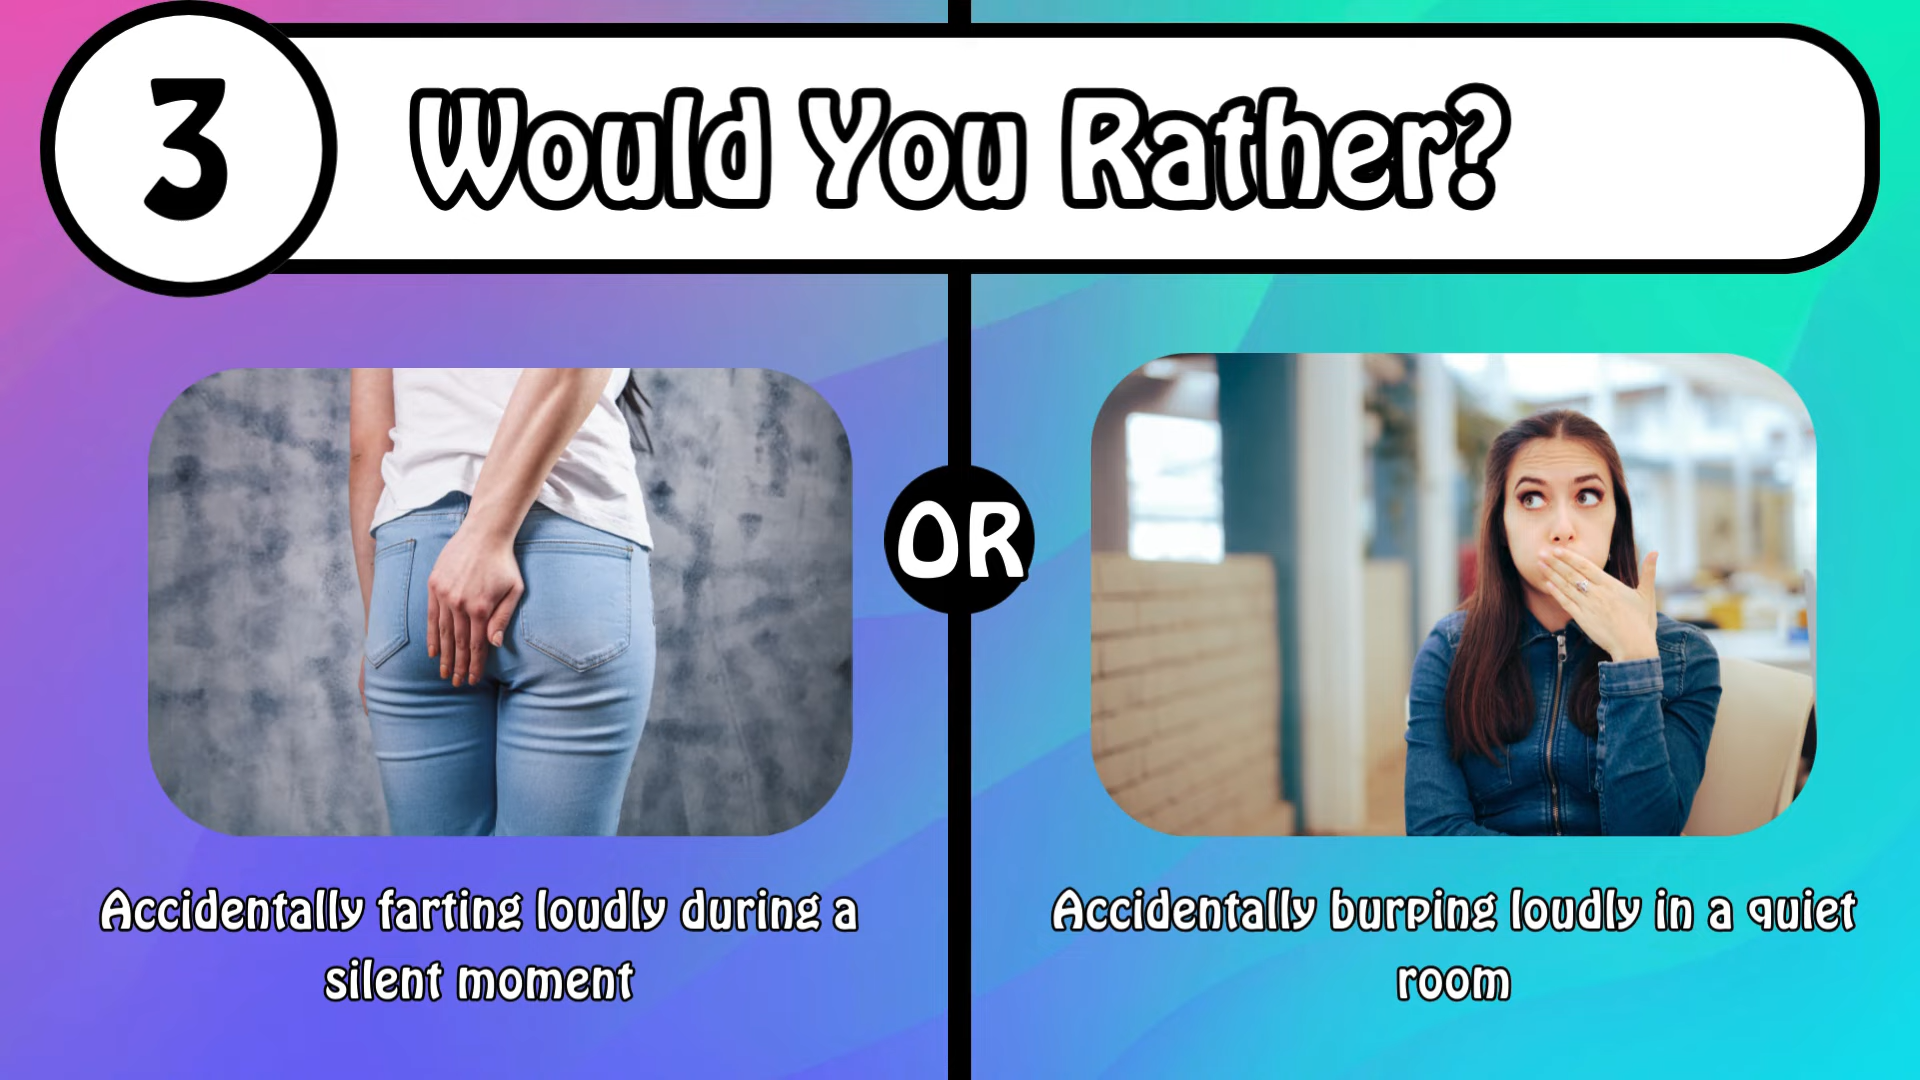 3
Would You Rather?
OR
Accidentally farting loudly during a
silent moment
Accidentally burping loudly in a quiet
room